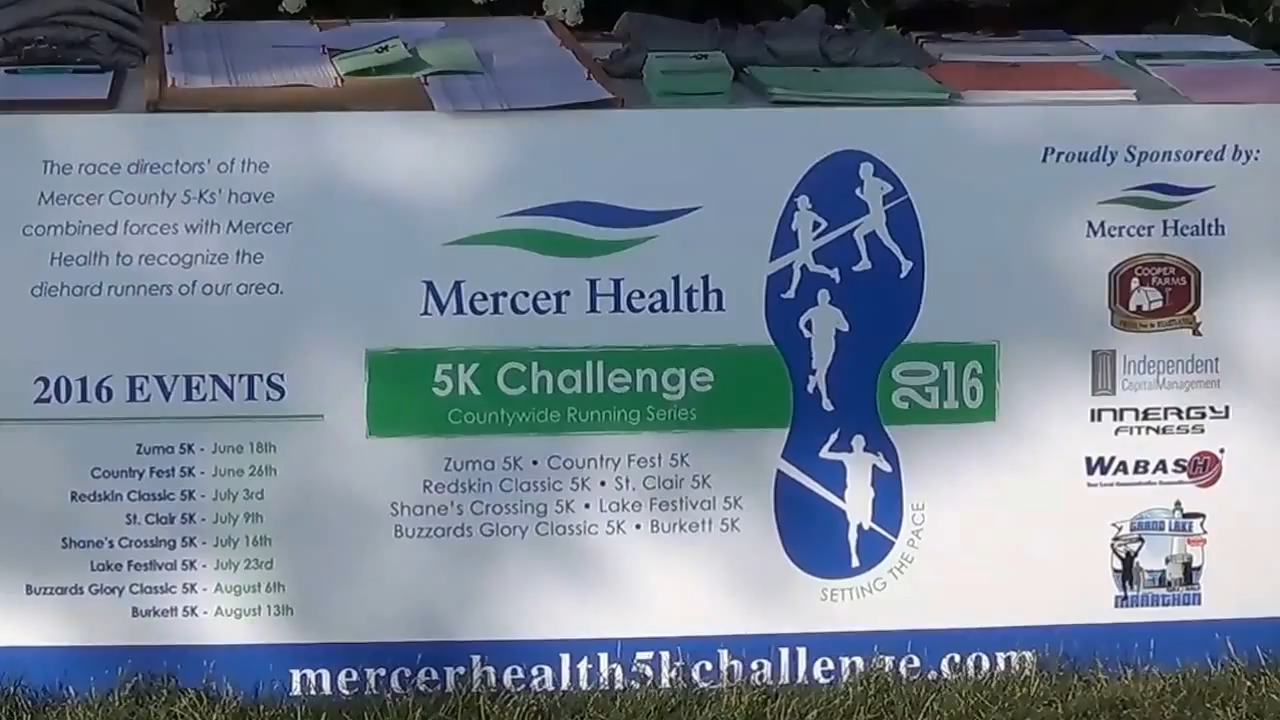 The race directors' of the
Mercer County 5-Ks' have
combined forces with Mercer
Health to recognize the
diehard runners of our area.
2016 EVENTS
Zuma 5K - June 18th
Country Fest 5K - June 26th
Redskin Classic 5K - July 3rd
St. Clair 5K - July 9th
Shane's Crossing 5K - July 16th
Lake Festival 5K - July 23rd
Buzzards Glory Classic 5K - August 6th
Burkett 5K - August 13th
Mercer Health
5K Challenge
Countywide Running Series
2016
Zuma 5K • Country Fest 5K
Redskin Classic 5K • St. Clair 5K
Shane's Crossing 5K • Lake Festival 5K
Buzzards Glory Classic 5K • Burkett 5K
SETTING THE PACE
Proudly Sponsored by:
Mercer Health
COOPER
FARMS
Independent
CapitalManagement
INNERGY
FITNESS
WABASH
GRAND LAKE
MARATHON
mercerhealth5kchallenge.com